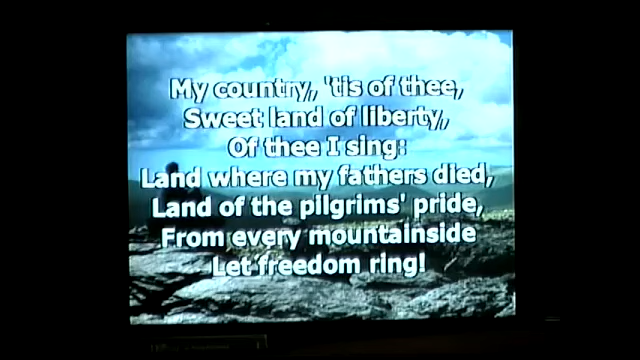 My country, 'tis of thee,
Sweet land of liberty,
Of thee I sing:
Land where my fathers died,
Land of the pilgrims' pride,
From every mountainside
Let freedom ring!